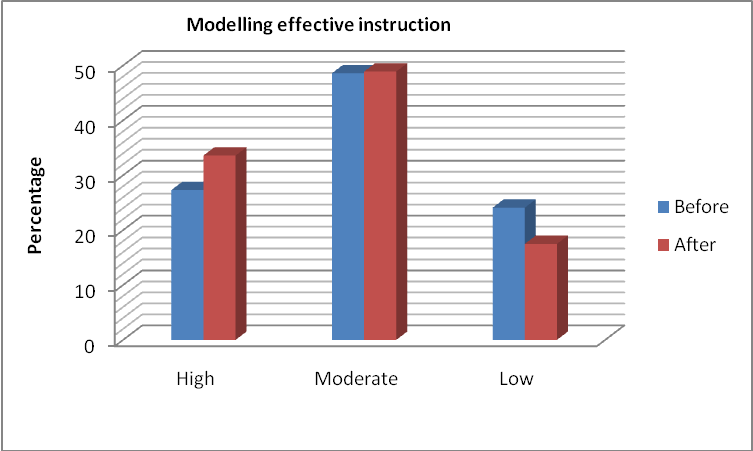 Modelling effective instruction
50
40
30
20
10
0
Percentage
High
Moderate
Low
Before
After